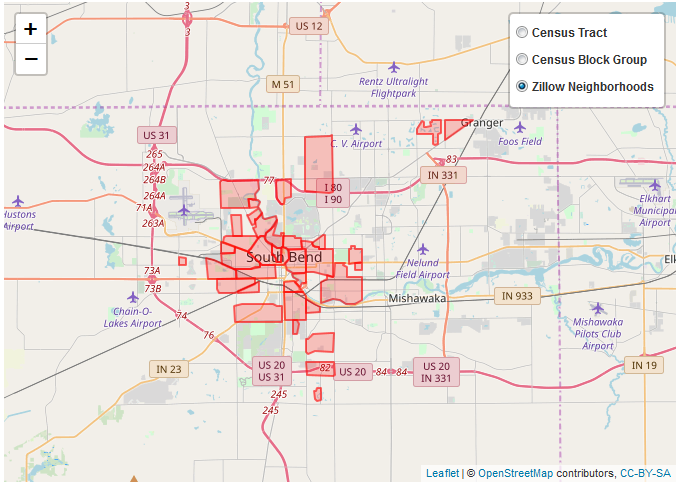 3
3
US 12
+
−
Census Tract
Census Block Group
Zillow Neighborhoods
Rentz Ultralight
Flightpark
M 51
US 31
C. V. Airport
Granger
Foos Field
265
264A
264B
264A
71A
263A
77
I 80
I 90
83
IN 331
Elkhart
Municipa
Airport
Hustons
Airport
South Bend
Nelund
Field Airport
Elk
73A
73B
Mishawaka
IN 933
Chain-O-
Lakes Airport
74
76
Mishawaka
Pilots Club
Airport
IN 23
US 20
US 31
82
US 20
84
84
US 20
IN 331
IN 19
245
245
Leaflet | © OpenStreetMap contributors, CC-BY-SA